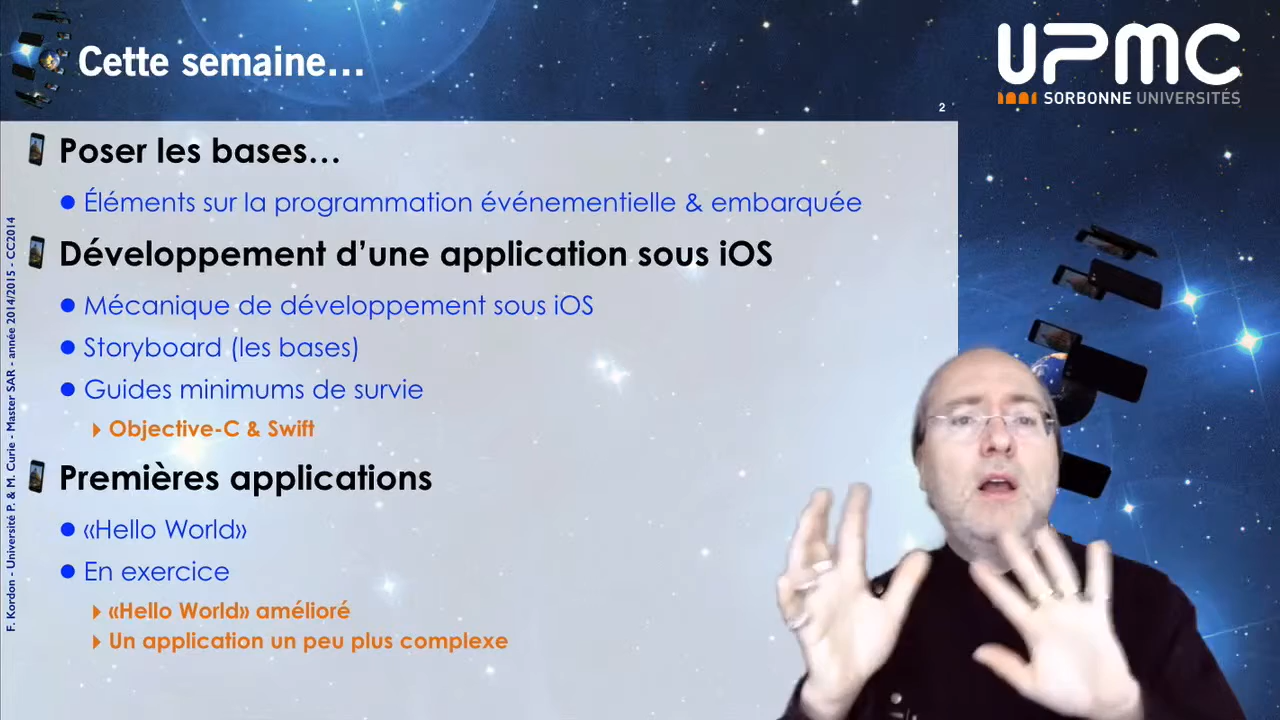 Cette semaine…
UPMC
SORBONNE UNIVERSITÉS
2
Poser les bases…
Éléments sur la programmation événementielle & embarquée
Développement d’une application sous iOS
Mécanique de développement sous iOS
Storyboard (les bases)
Guides minimums de survie
Objective-C & Swift
Premières applications
«Hello World»
En exercice
«Hello World» amélioré
Un application un peu plus complexe
F. Kordon - Université P. & M. Curie - Master SAR - année 2014/2015 - CC2014